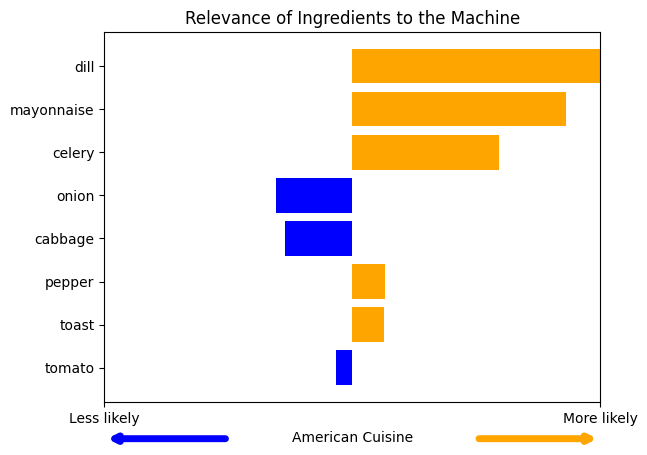 Relevance of Ingredients to the Machine
dill
mayonnaise
celery
onion
cabbage
pepper
toast
tomato
Less likely
More likely
American Cuisine